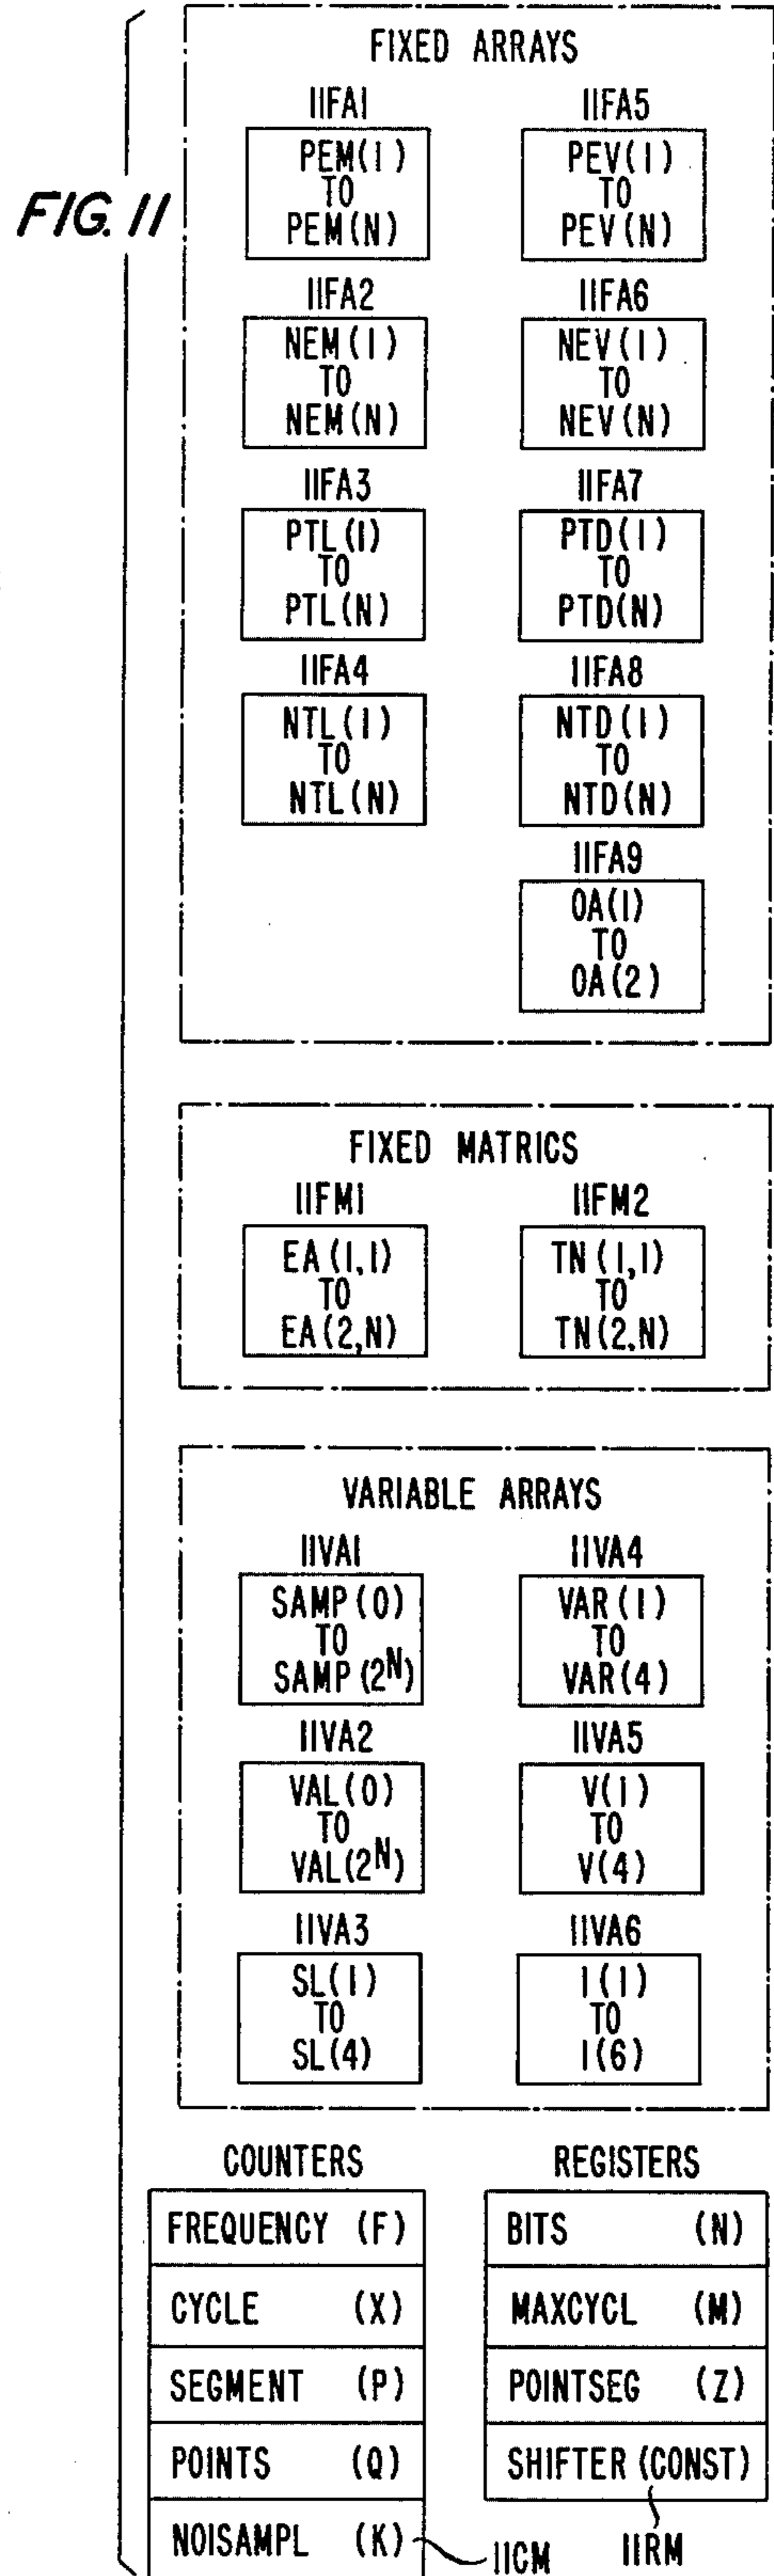 FIG. 11
FIXED ARRAYS
11FA1
PEM(1)
TO
PEM(N)
11FA5
PEV(1)
TO
PEV(N)
11FA2
NEM(1)
TO
NEM(N)
11FA6
NEV(1)
TO
NEV(N)
11FA3
PTL(1)
TO
PTL(N)
11FA7
PTD(1)
TO
PTD(N)
11FA4
NTL(1)
TO
NTL(N)
11FA8
NTD(1)
TO
NTD(N)
11FA9
OA(1)
TO
OA(2)
FIXED MATRICS
11FM1
EA(1,1)
TO
EA(2,N)
11FM2
TN(1,1)
TO
TN(2,N)
VARIABLE ARRAYS
11VA1
SAMP(0)
TO
SAMP(2ᴺ)
11VA4
VAR(1)
TO
VAR(4)
11VA2
VAL(0)
TO
VAL(2ᴺ)
11VA5
V(1)
TO
V(4)
11VA3
SL(1)
TO
SL(4)
11VA6
I(1)
TO
I(6)
COUNTERS
FREQUENCY (F)
CYCLE (X)
SEGMENT (P)
POINTS (Q)
NOISAMPL (K)
11CM
REGISTERS
BITS (N)
MAXCYCL (M)
POINTSEG (Z)
SHIFTER (CONST)
11RM